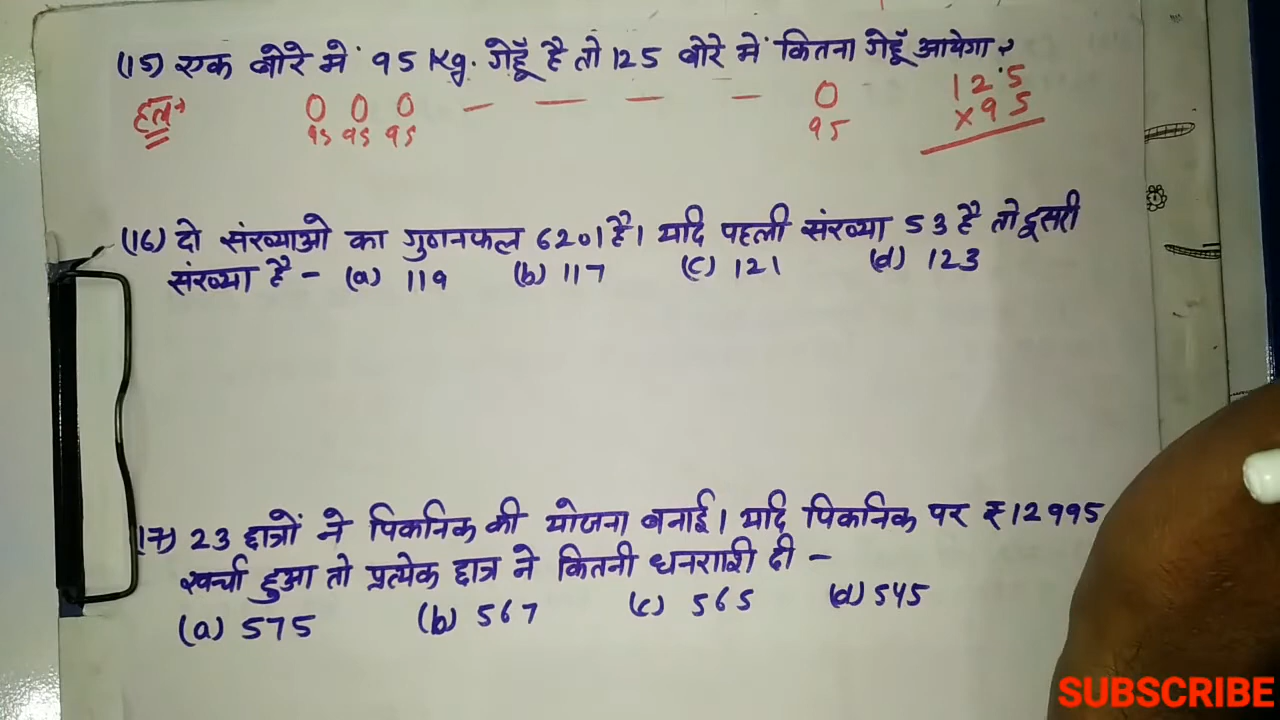 (15) एक बोरे में 95 Kg. गेहूँ है तो 125 बोरे में कितना गेहूँ आयेगा?
हल→ 0 0 0 — — — — 0 125
95 95 95 95 ×95
(16) दो संख्याओ का गुणनफल 6201 है। यदि पहली संख्या 53 है तो दूसरी
संख्या है – (a) 119 (b) 117 (c) 121 (d) 123
17) 23 छात्रों ने पिकनिक की योजना बनाई। यदि पिकनिक पर ₹12995
खर्चा हुआ तो प्रत्येक छात्र ने कितनी धनराशी दी –
(a) 575 (b) 567 (c) 565 (d) 545
SUBSCRIBE